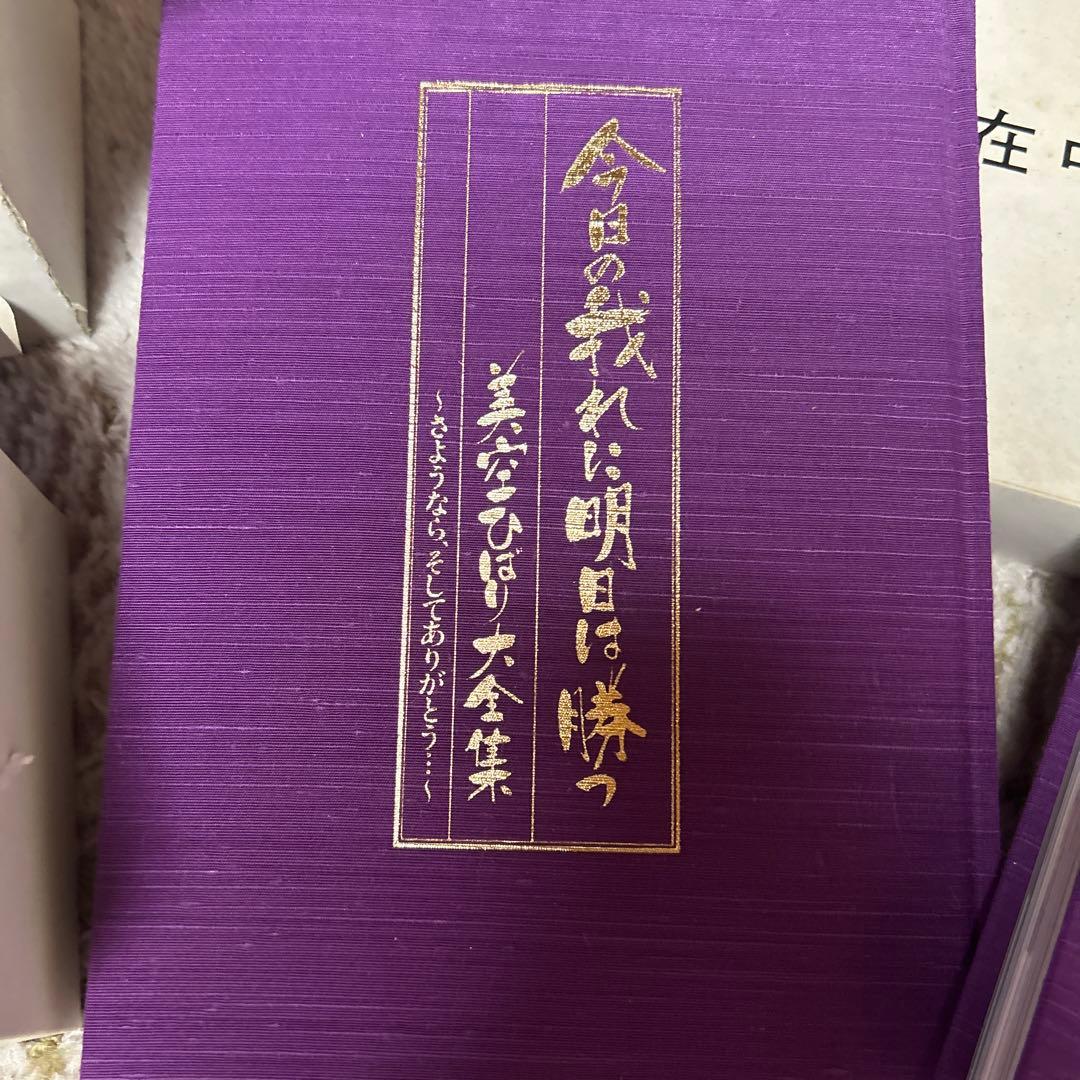 今日の我れに明日は勝つ
美空ひばり大全集
～さようなら、そしてありがとう…～
在中